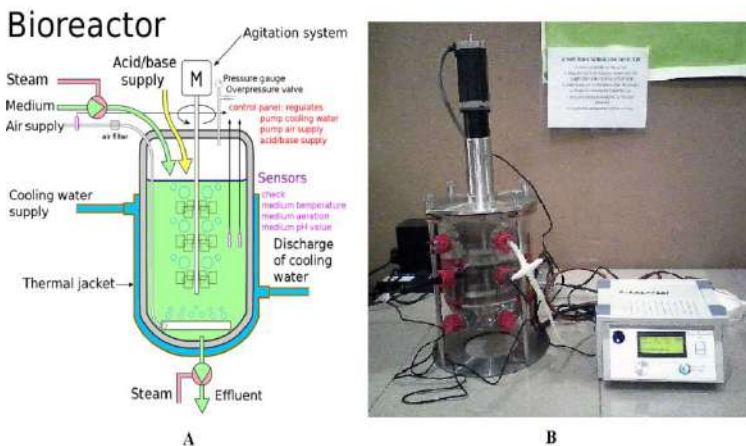 Bioreactor
Acid/base
supply
Agitation system
M
Steam
Pressure gauge
Overpressure valve
Medium
control panel: regulates
pump cooling water
pump air supply
acid/base supply
Air supply
air filter
Sensors
check
medium temperature
medium aeration
medium pH value
Cooling water
supply
Discharge
of cooling
water
Thermal jacket
Steam
Effluent
A
B